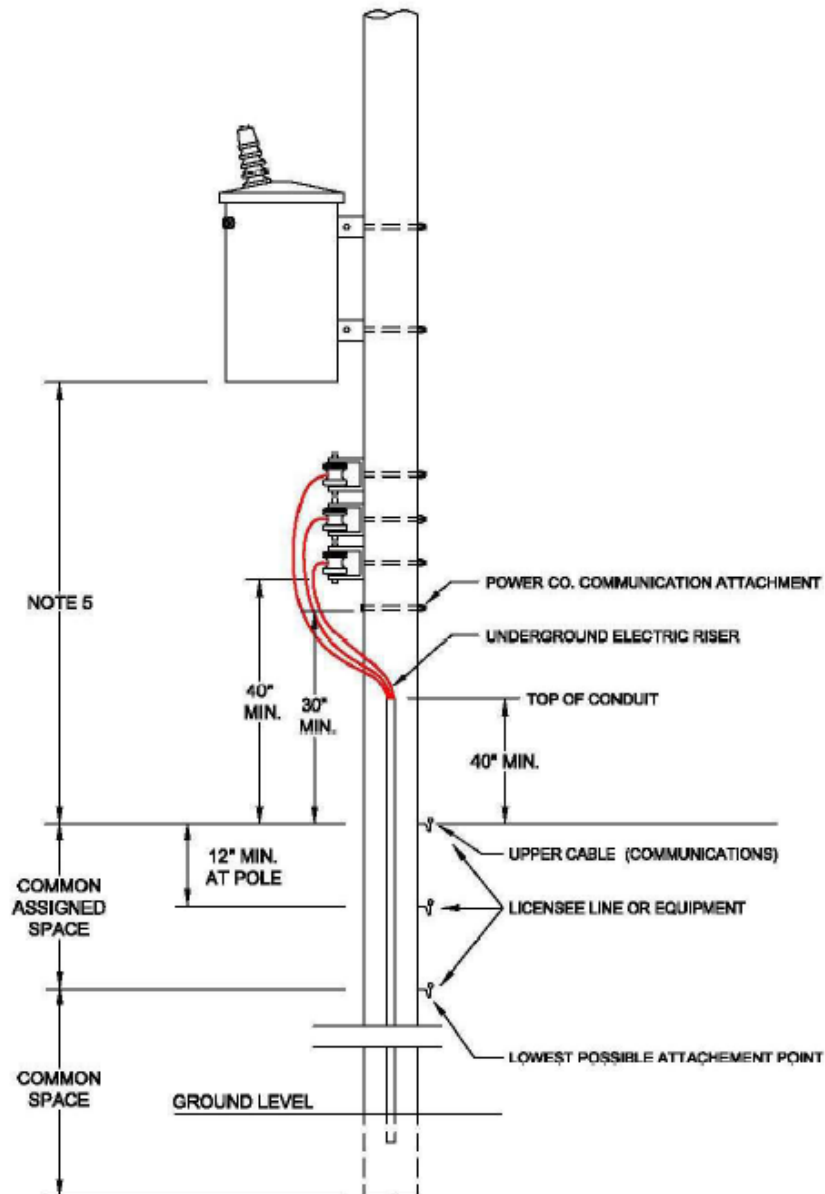 POWER CO. COMMUNICATION ATTACHMENT
NOTE 5
UNDERGROUND ELECTRIC RISER
40"
MIN.
30"
MIN.
TOP OF CONDUIT
40" MIN.
12" MIN.
AT POLE
UPPER CABLE (COMMUNICATIONS)
COMMON
ASSIGNED
SPACE
LICENSEE LINE OR EQUIPMENT
LOWEST POSSIBLE ATTACHEMENT POINT
COMMON
SPACE
GROUND LEVEL